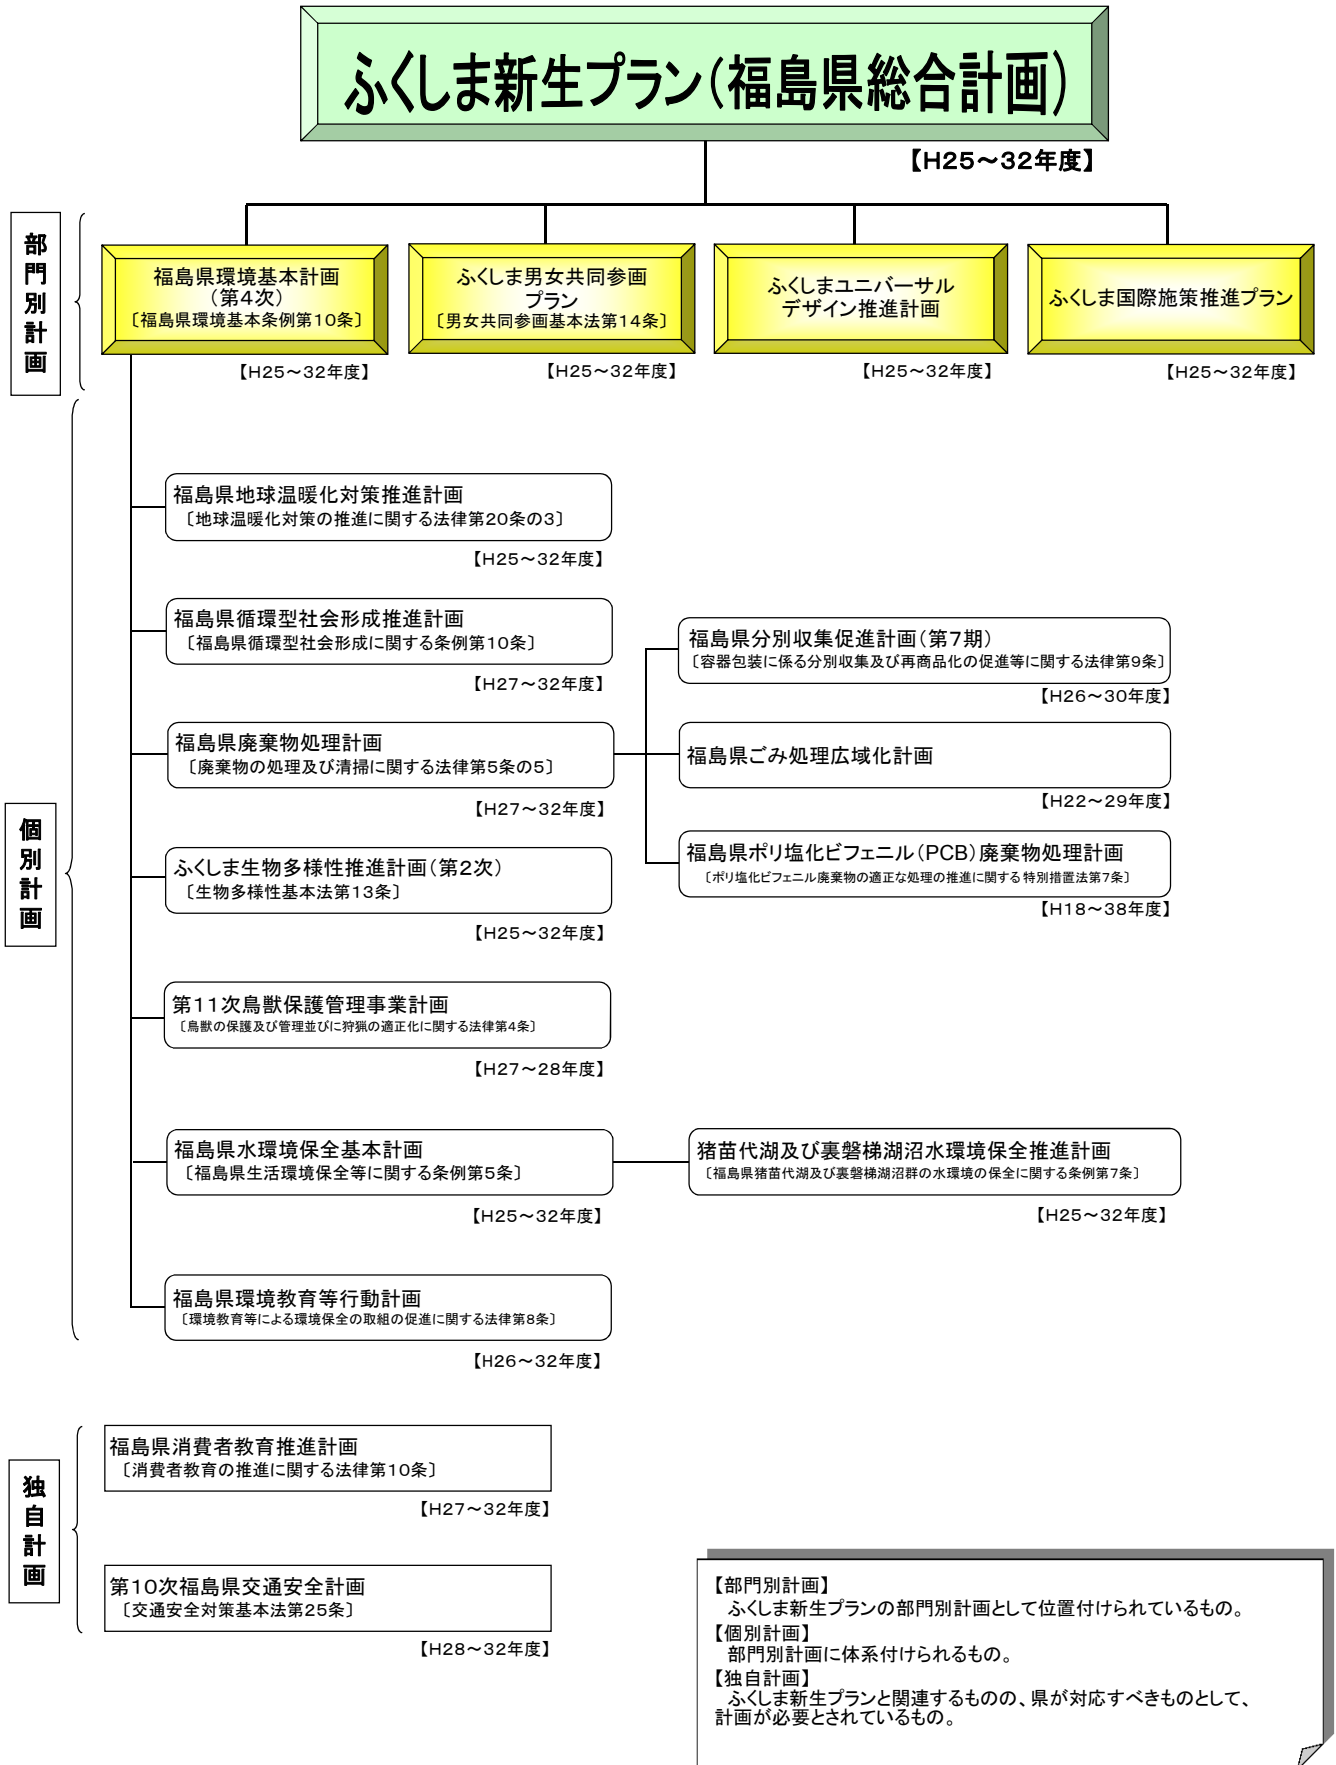 ふくしま新生プラン(福島県総合計画)
【H25～32年度】
部門別計画
福島県環境基本計画
(第4次)
〔福島県環境基本条例第10条〕
【H25～32年度】
ふくしま男女共同参画
プラン
〔男女共同参画基本法第14条〕
【H25～32年度】
ふくしまユニバーサル
デザイン推進計画
【H25～32年度】
ふくしま国際施策推進プラン
【H25～32年度】
個別計画
福島県地球温暖化対策推進計画
〔地球温暖化対策の推進に関する法律第20条の3〕
【H25～32年度】
福島県循環型社会形成推進計画
〔福島県循環型社会形成に関する条例第10条〕
【H27～32年度】
福島県廃棄物処理計画
〔廃棄物の処理及び清掃に関する法律第5条の5〕
【H27～32年度】
福島県分別収集促進計画(第7期)
〔容器包装に係る分別収集及び再商品化の促進等に関する法律第9条〕
【H26～30年度】
福島県ごみ処理広域化計画
【H22～29年度】
福島県ポリ塩化ビフェニル(PCB)廃棄物処理計画
〔ポリ塩化ビフェニル廃棄物の適正な処理の推進に関する特別措置法第7条〕
【H18～38年度】
ふくしま生物多様性推進計画(第2次)
〔生物多様性基本法第13条〕
【H25～32年度】
第11次鳥獣保護管理事業計画
〔鳥獣の保護及び管理並びに狩猟の適正化に関する法律第4条〕
【H27～28年度】
福島県水環境保全基本計画
〔福島県生活環境保全等に関する条例第5条〕
【H25～32年度】
猪苗代湖及び裏磐梯湖沼水環境保全推進計画
〔福島県猪苗代湖及び裏磐梯湖沼群の水環境の保全に関する条例第7条〕
【H25～32年度】
福島県環境教育等行動計画
〔環境教育等による環境保全の取組の促進に関する法律第8条〕
【H26～32年度】
独自計画
福島県消費者教育推進計画
〔消費者教育の推進に関する法律第10条〕
【H27～32年度】
第10次福島県交通安全計画
〔交通安全対策基本法第25条〕
【H28～32年度】
【部門別計画】
ふくしま新生プランの部門別計画として位置付けられているもの。
【個別計画】
部門別計画に体系付けられるもの。
【独自計画】
ふくしま新生プランと関連するものの、県が対応すべきものとして、
計画が必要とされているもの。